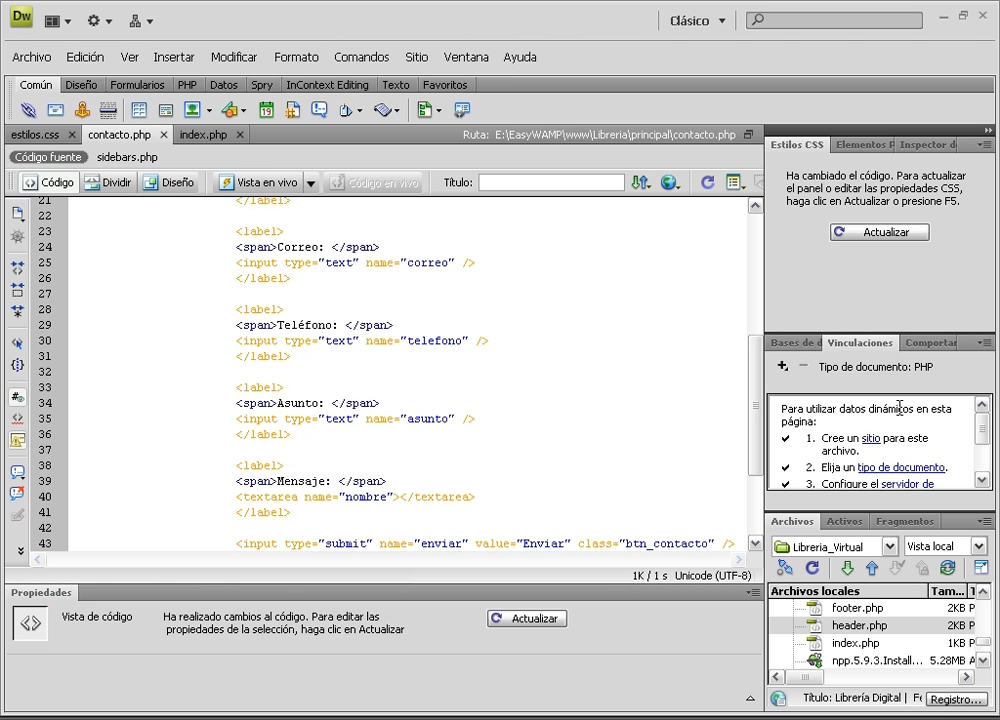 Dw
Clásico
Archivo Edición Ver Insertar Modificar Formato Comandos Sitio Ventana Ayuda
Común Diseño Formularios PHP Datos Spry InContext Editing Texto Favoritos
estilos.css contacto.php index.php Ruta: E:\EasyWAMP\www\Libreria\principal\contacto.php
Código fuente sidebars.php
Código Dividir Diseño Vista en vivo Código en vivo Título:
21 </label>
22
23 <label>
24 <span>Correo: </span>
25 <input type="text" name="correo" />
26 </label>
27
28 <label>
29 <span>Teléfono: </span>
30 <input type="text" name="telefono" />
31 </label>
32
33 <label>
34 <span>Asunto: </span>
35 <input type="text" name="asunto" />
36 </label>
37
38 <label>
39 <span>Mensaje: </span>
40 <textarea name="nombre"></textarea>
41 </label>
42
43 <input type="submit" name="enviar" value="Enviar" class="btn_contacto" />
1K / 1 s Unicode (UTF-8)
Propiedades
Vista de código
Ha realizado cambios al código. Para editar las
propiedades de la selección, haga clic en Actualizar
Actualizar
Estilos CSS Elementos P Inspector d
Ha cambiado el código. Para actualizar
el panel o editar las propiedades CSS,
haga clic en Actualizar o presione F5.
Actualizar
Bases de d Vinculaciones Comportar
Tipo de documento: PHP
Para utilizar datos dinámicos en esta
página:
1. Cree un sitio para este
archivo.
2. Elija un tipo de documento.
3. Configure el servidor de
Archivos Activos Fragmentos
Libreria_Virtual Vista local
Archivos locales Tam...
footer.php 2KB P
header.php 2KB P
index.php 1KB P
npp.5.9.3.Install... 5.28MB A
Título: Librería Digital | Fe Registro...